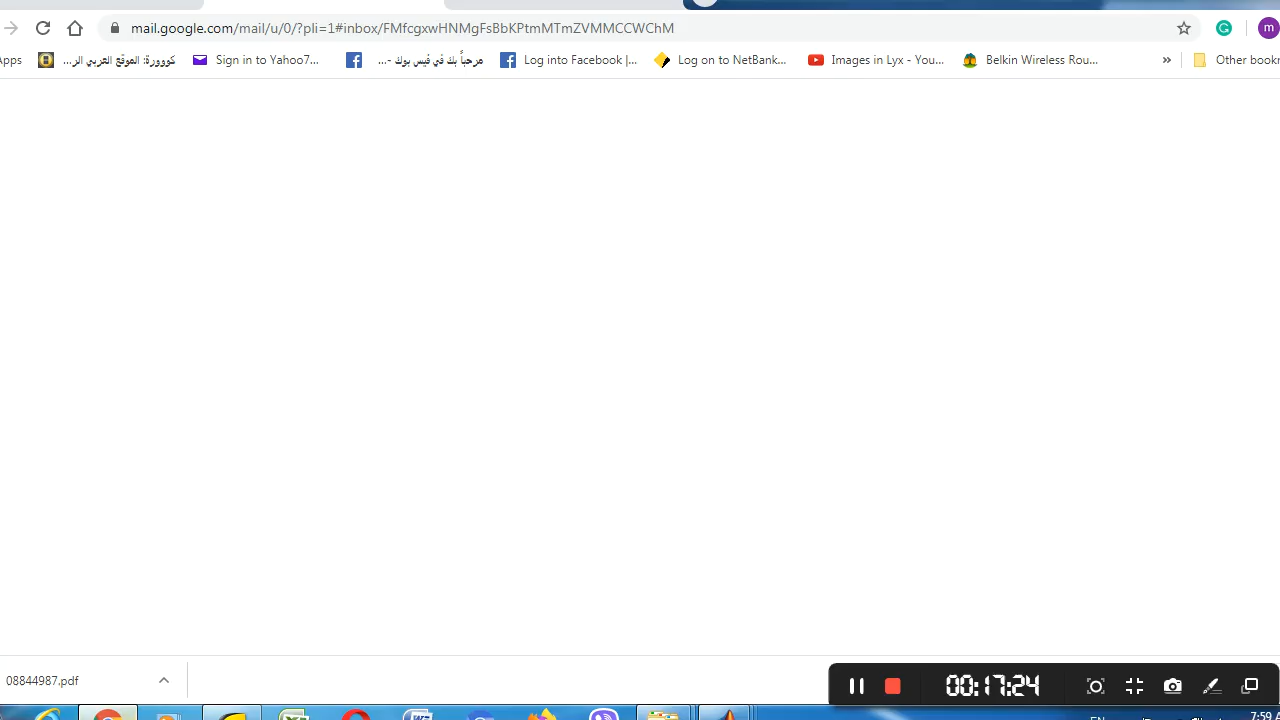 mail.google.com/mail/u/0/?pli=1#inbox/FMfcgxwHNMgFsBbKPtmMTmZVMMCCWChM
m
pps
كووورة: الموقع العربي الر...
Sign in to Yahoo7...
مرحباً بك في فيس بوك -...
Log into Facebook |...
Log on to NetBank...
Images in Lyx - You...
Belkin Wireless Rou...
»
Other bookr
08844987.pdf
00:17:24
EN
7:59